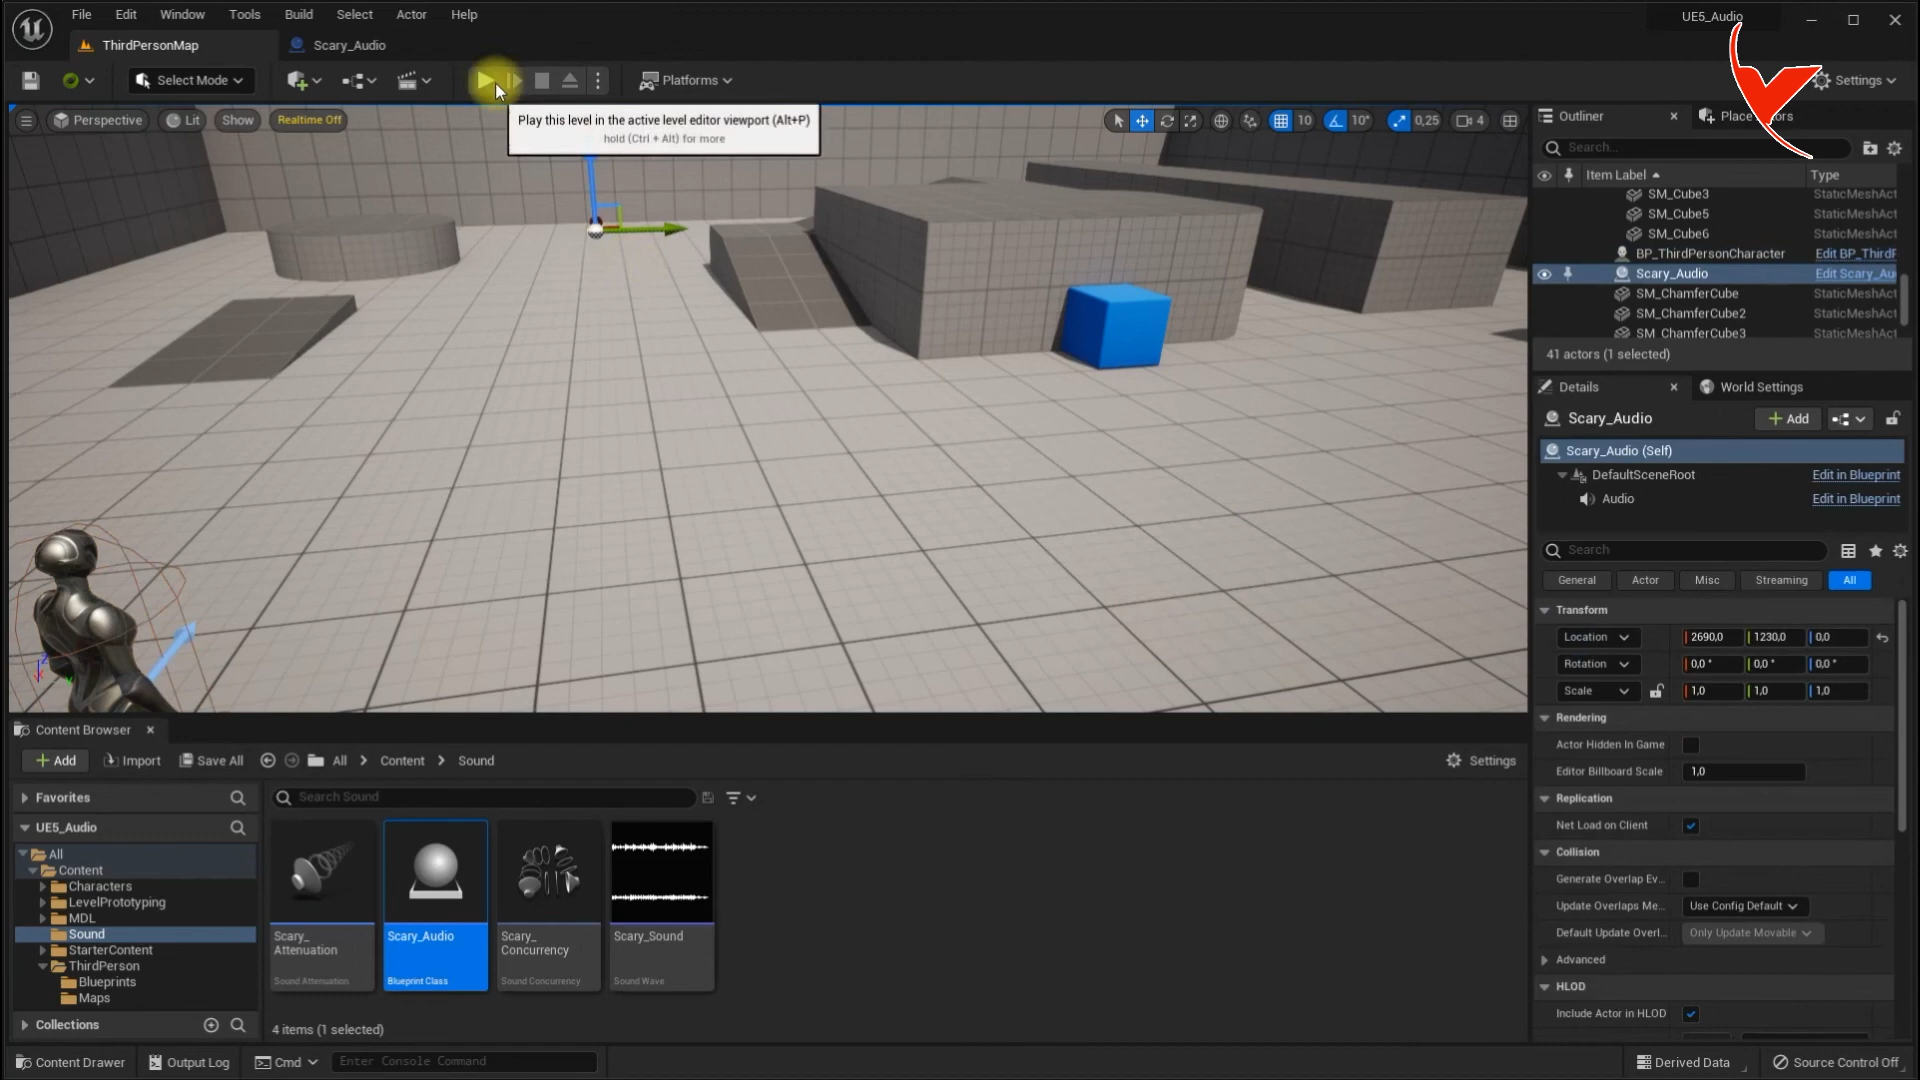 File Edit Window Tools Build Select Actor Help
UE5_Audio
ThirdPersonMap
Scary_Audio
Select Mode
Platforms
Settings
Play this level in the active level editor viewport (Alt+P)
hold (Ctrl + Alt) for more
Perspective
Lit
Show
Realtime Off
10
10°
0,25
4
Outliner
Search...
Item Label
Type
SM_Cube3 StaticMeshAct
SM_Cube5 StaticMeshAct
SM_Cube6 StaticMeshAct
BP_ThirdPersonCharacter Edit BP_ThirdF
Scary_Audio Edit Scary_Au
SM_ChamferCube StaticMeshAct
SM_ChamferCube2 StaticMeshAct
SM_ChamferCube3 StaticMeshAct
41 actors (1 selected)
Details
World Settings
Scary_Audio
Add
Scary_Audio (Self)
DefaultSceneRoot Edit in Blueprint
Audio Edit in Blueprint
Search
General Actor Misc Streaming All
Transform
Location 2690,0 1230,0 0,0
Rotation 0,0 ° 0,0 ° 0,0 °
Scale 1,0 1,0 1,0
Rendering
Actor Hidden In Game
Editor Billboard Scale 1,0
Replication
Net Load on Client
Collision
Generate Overlap Ev...
Update Overlaps Me... Use Config Default
Default Update Overl... Only Update Movable
Advanced
HLOD
Include Actor in HLOD
Content Browser
Add
Import
Save All
All
Content
Sound
Settings
Favorites
UE5_Audio
All
Content
Characters
LevelPrototyping
MDL
Sound
StarterContent
ThirdPerson
Blueprints
Maps
Collections
Search Sound
Scary_
Attenuation
Sound Attenuation
Scary_Audio
Blueprint Class
Scary_
Concurrency
Sound Concurrency
Scary_Sound
Sound Wave
4 items (1 selected)
Content Drawer
Output Log
Cmd
Enter Console Command
Derived Data
Source Control Off